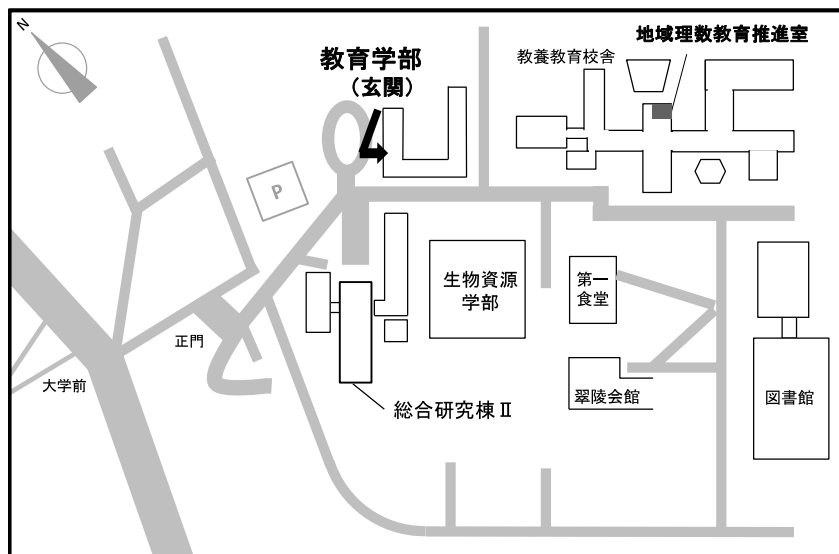 N
地域理数教育推進室
教育学部
（玄関）
教養教育校舎
P
生物資源
学部
第一
食堂
正門
大学前
翠陵会館
図書館
総合研究棟Ⅱ